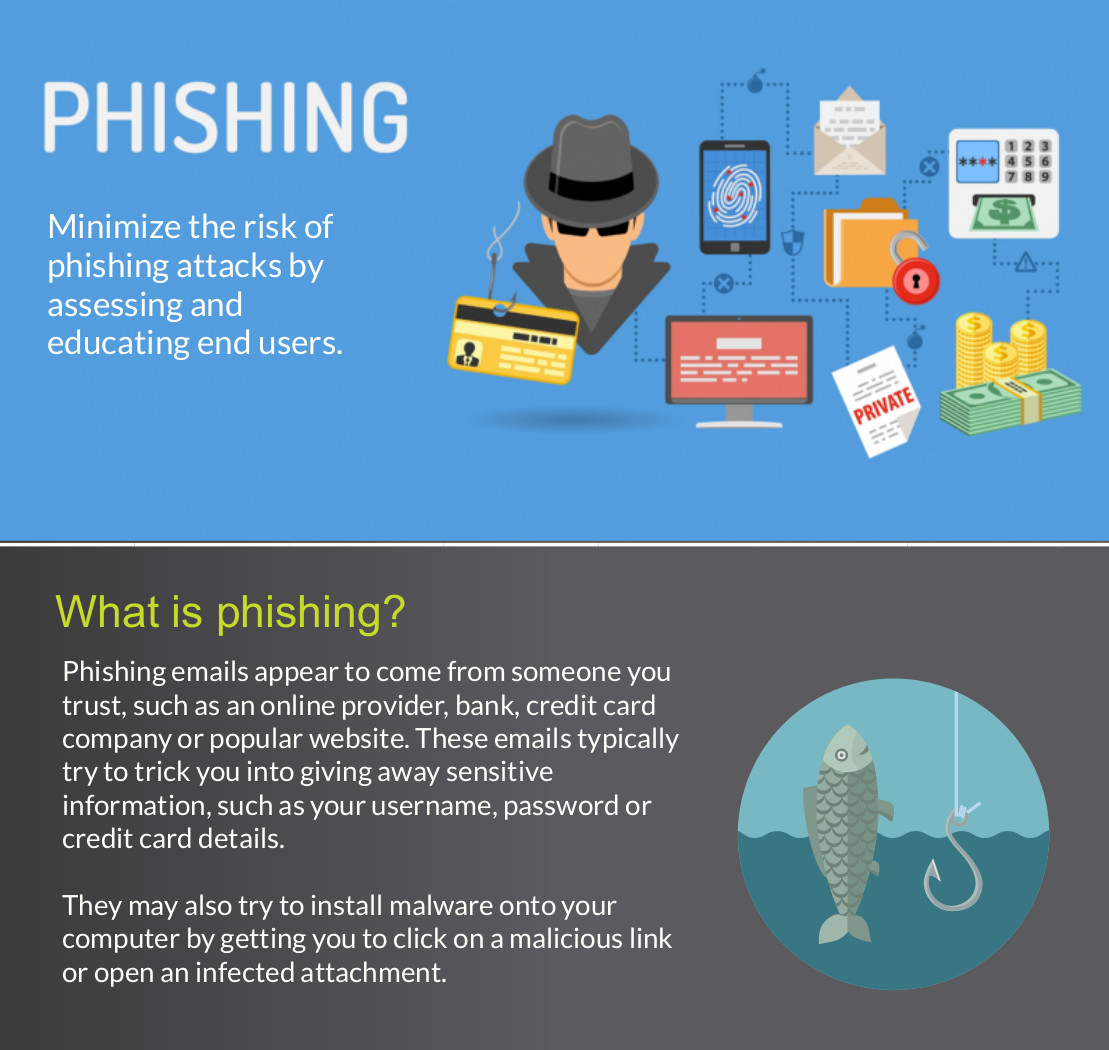 PHISHING
Minimize the risk of
phishing attacks by
assessing and
educating end users.
****
1 2 3
4 5 6
7 8 9
$
$
$
$
PRIVATE
What is phishing?
Phishing emails appear to come from someone you
trust, such as an online provider, bank, credit card
company or popular website. These emails typically
try to trick you into giving away sensitive
information, such as your username, password or
credit card details.
They may also try to install malware onto your
computer by getting you to click on a malicious link
or open an infected attachment.